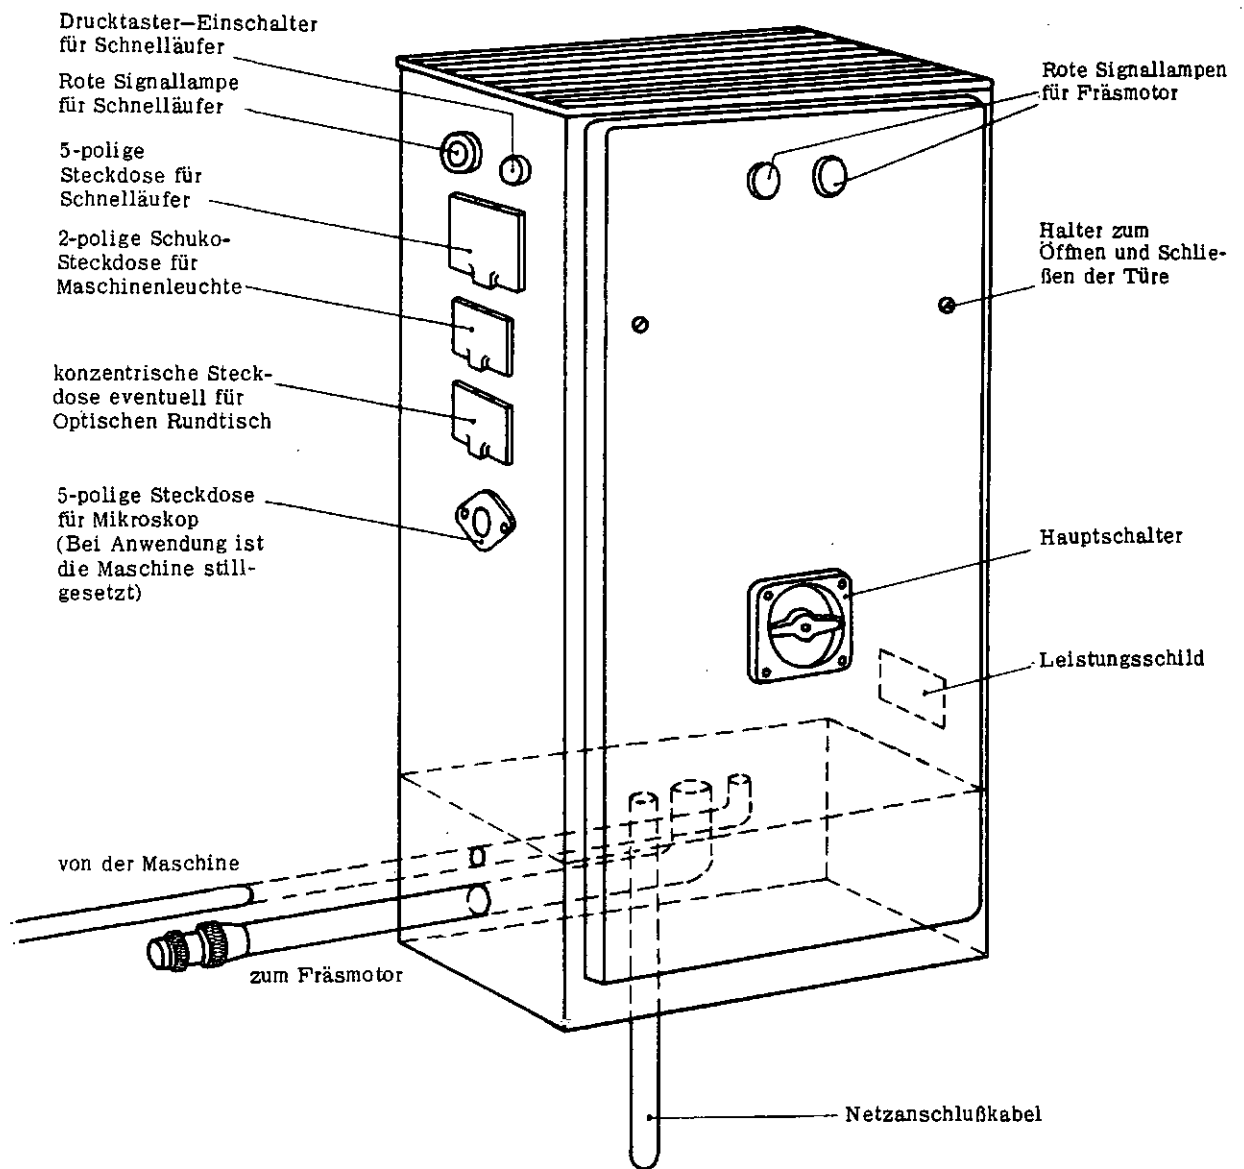 Drucktaster–Einschalter
für Schnelläufer
Rote Signallampe
für Schnelläufer
5-polige
Steckdose für
Schnelläufer
2-polige Schuko-
Steckdose für
Maschinenleuchte
konzentrische Steck-
dose eventuell für
Optischen Rundtisch
5-polige Steckdose
für Mikroskop
(Bei Anwendung ist
die Maschine still-
gesetzt)
von der Maschine
zum Fräsmotor
Rote Signallampen
für Fräsmotor
Halter zum
Öffnen und Schlie-
ßen der Türe
Hauptschalter
Leistungsschild
Netzanschlußkabel